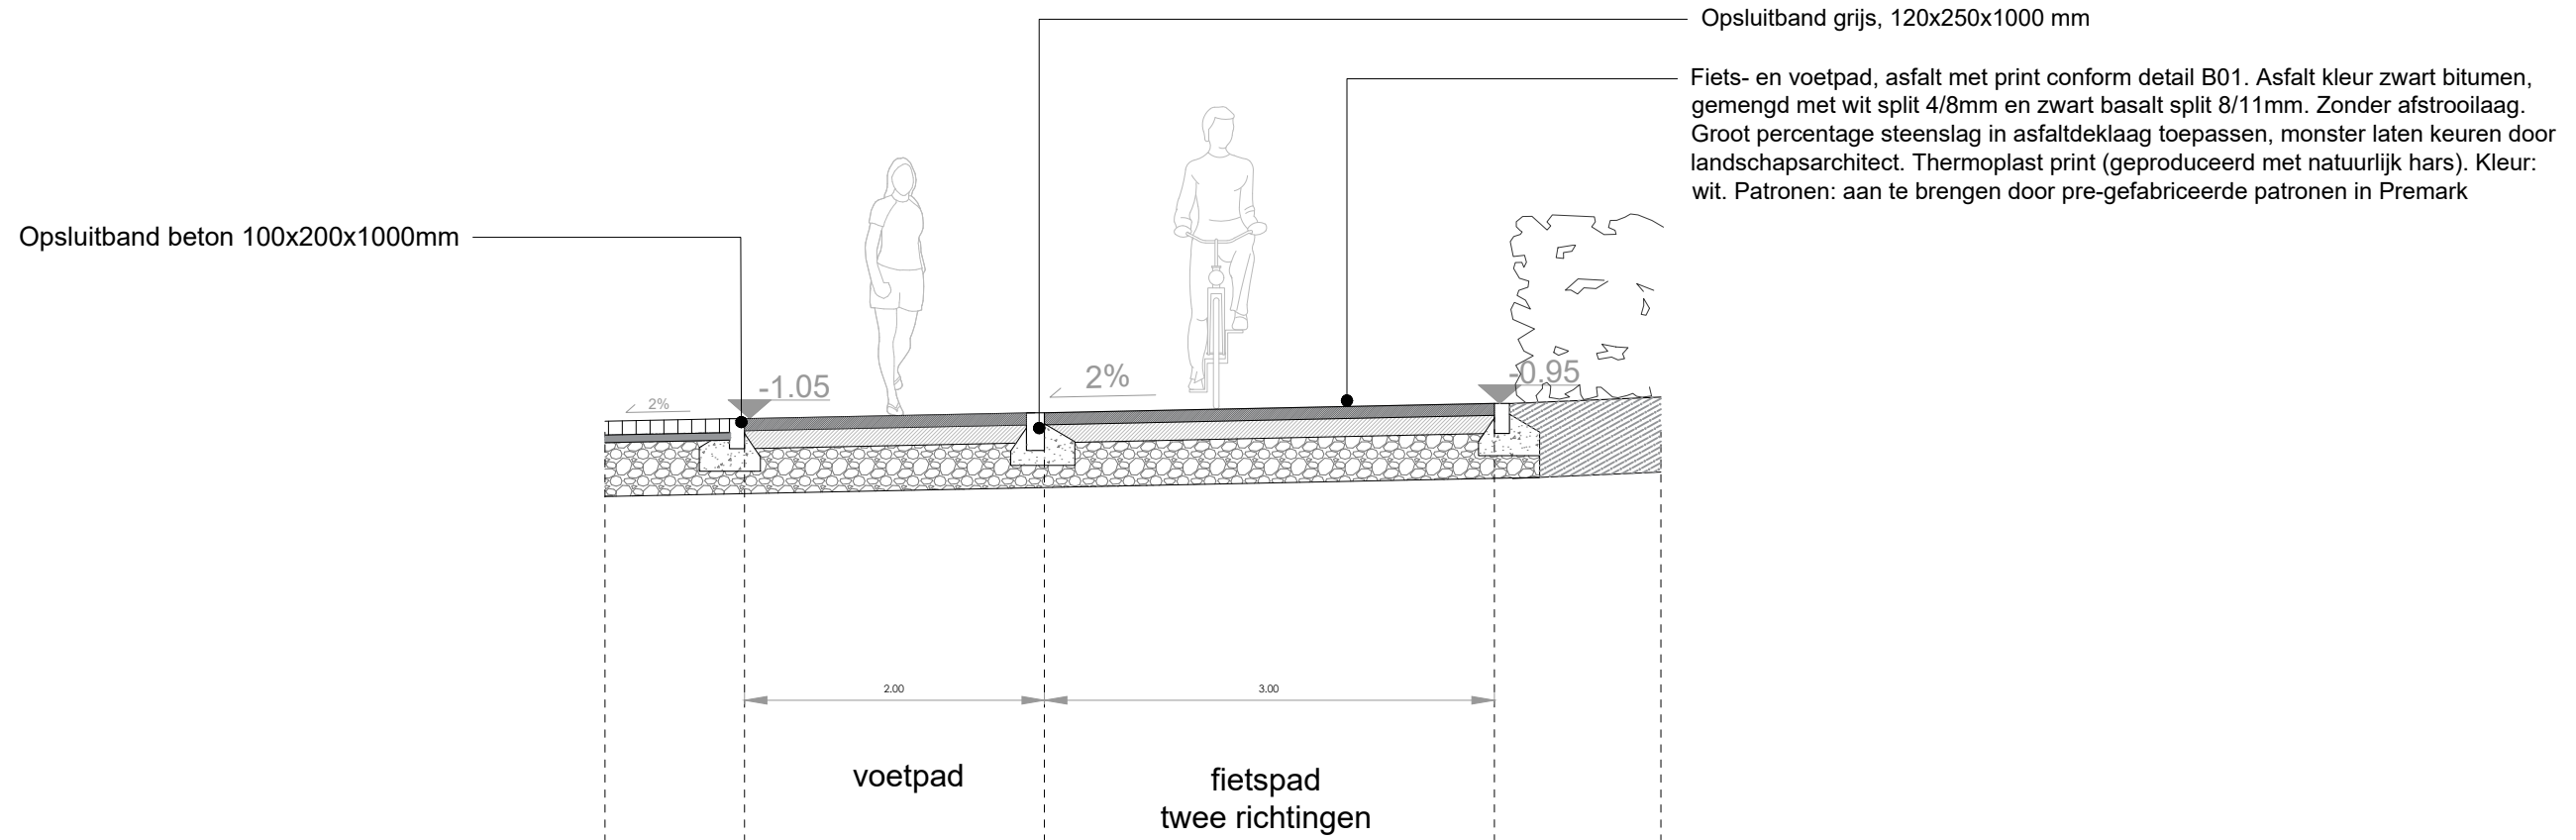 Opsluitband grijs, 120x250x1000 mm
Fiets- en voetpad, asfalt met print conform detail B01. Asfalt kleur zwart bitumen,
gemengd met wit split 4/8mm en zwart basalt split 8/11mm. Zonder afstrooilaag.
Groot percentage steenslag in asfaltdeklaag toepassen, monster laten keuren door
landschapsarchitect. Thermoplast print (geproduceerd met natuurlijk hars). Kleur:
wit. Patronen: aan te brengen door pre-gefabriceerde patronen in Premark
Opsluitband beton 100x200x1000mm
2%
-1.05
2%
-0.95
2.00
3.00
voetpad
fietspad
twee richtingen